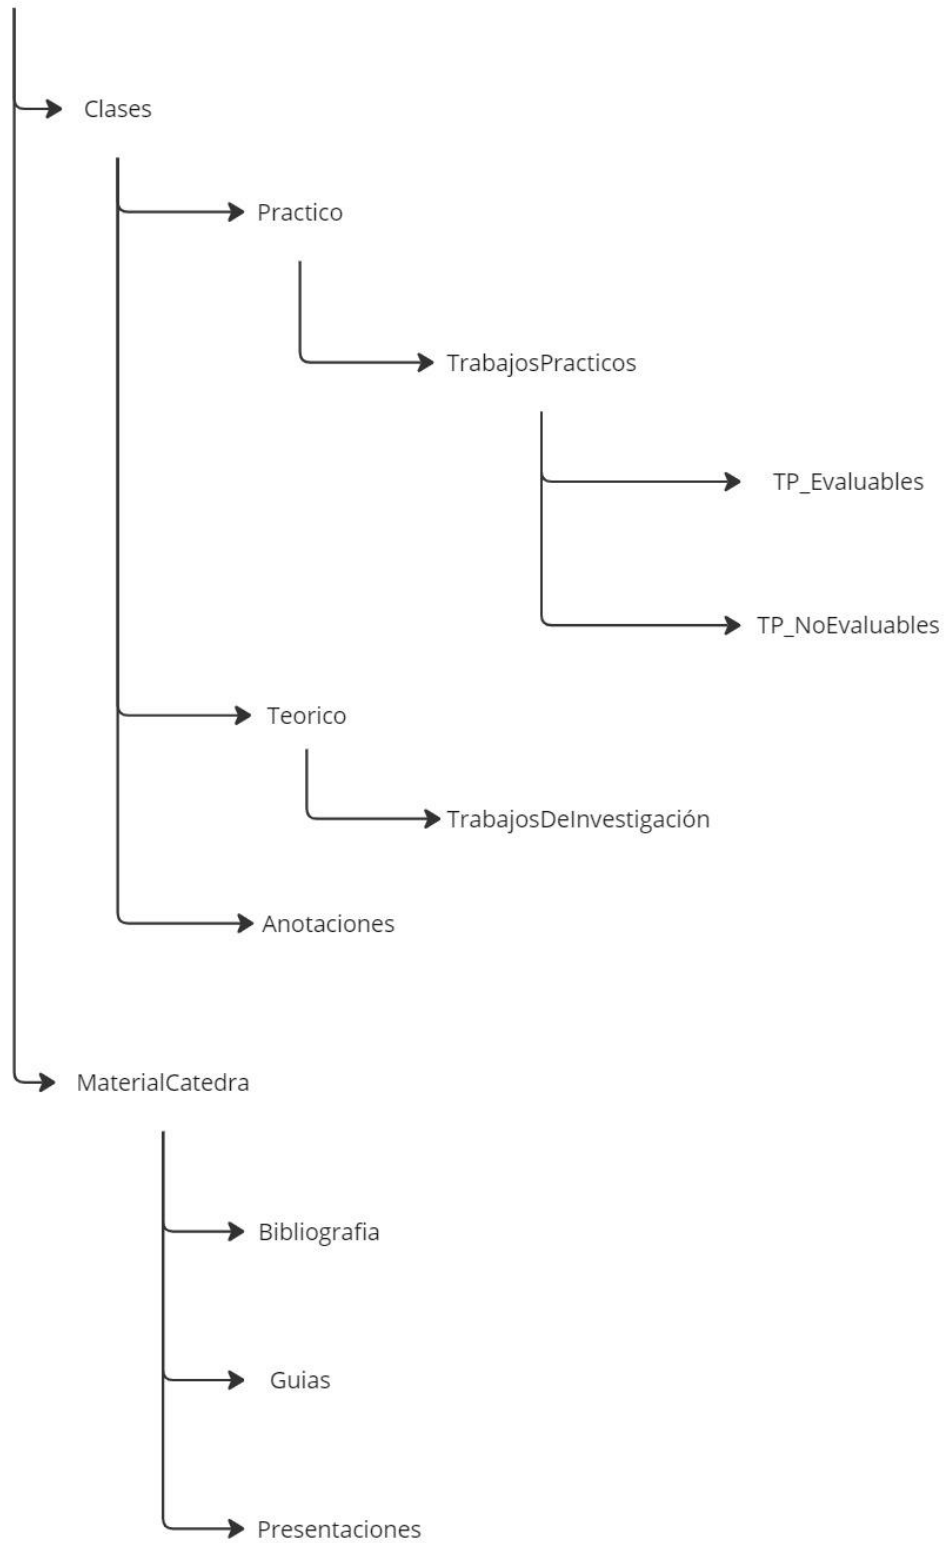 Clases
Practico
TrabajosPracticos
TP_Evaluables
TP_NoEvaluables
Teorico
TrabajosDeInvestigación
Anotaciones
MaterialCatedra
Bibliografia
Guias
Presentaciones